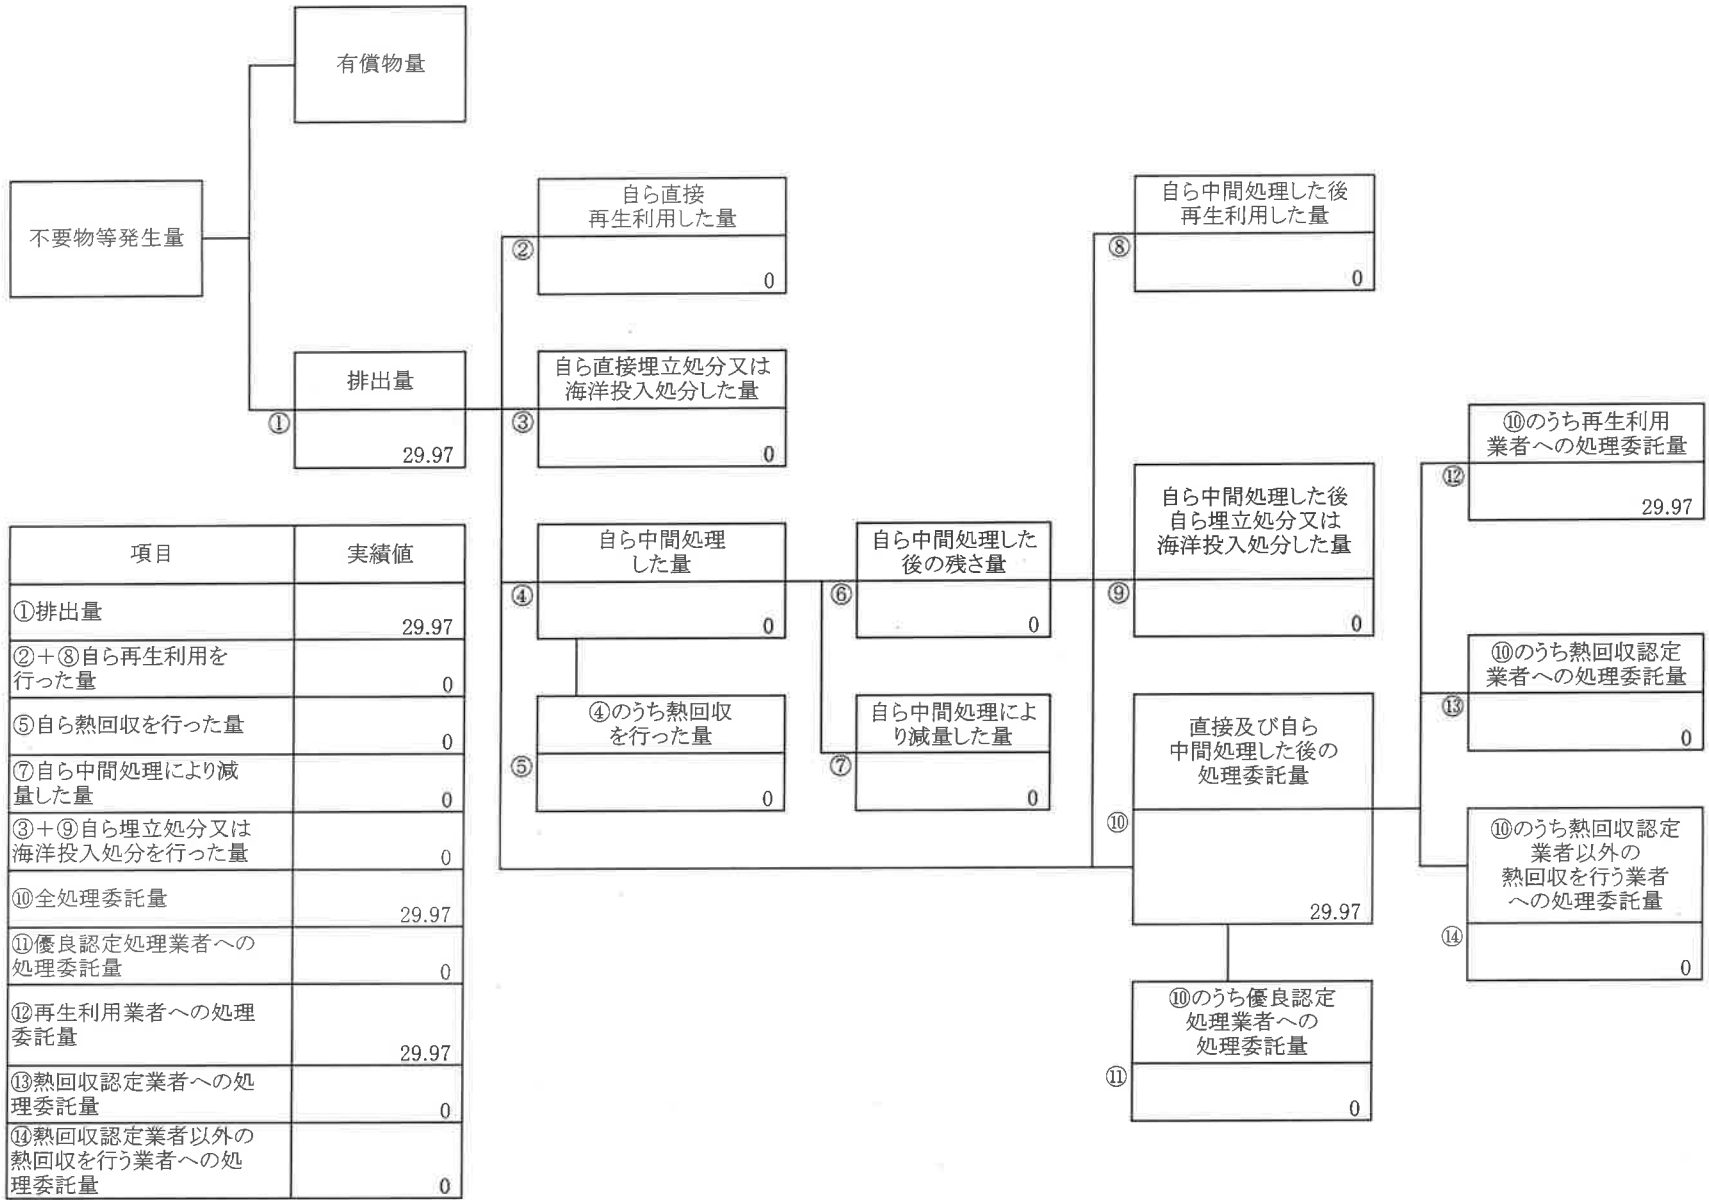 有償物量
不要物等発生量
排出量
①
29.97
自ら直接
再生利用した量
②
0
自ら直接埋立処分又は
海洋投入処分した量
③
0
自ら中間処理
した量
④
0
④のうち熱回収
を行った量
⑤
0
自ら中間処理した
後の残さ量
⑥
0
自ら中間処理によ
り減量した量
⑦
0
自ら中間処理した後
再生利用した量
⑧
0
自ら中間処理した後
自ら埋立処分又は
海洋投入処分した量
⑨
0
直接及び自ら
中間処理した後の
処理委託量
⑩
29.97
⑩のうち優良認定
処理業者への
処理委託量
⑪
0
⑩のうち再生利用
業者への処理委託量
⑫
29.97
⑩のうち熱回収認定
業者への処理委託量
⑬
0
⑩のうち熱回収認定
業者以外の
熱回収を行う業者
への処理委託量
⑭
0
項目 実績値
①排出量
29.97
②＋⑧自ら再生利用を
行った量
0
⑤自ら熱回収を行った量
0
⑦自ら中間処理により減
量した量
0
③＋⑨自ら埋立処分又は
海洋投入処分を行った量
0
⑩全処理委託量
29.97
⑪優良認定処理業者への
処理委託量
0
⑫再生利用業者への処理
委託量
29.97
⑬熱回収認定業者への処
理委託量
0
⑭熱回収認定業者以外の
熱回収を行う業者への処
理委託量
0